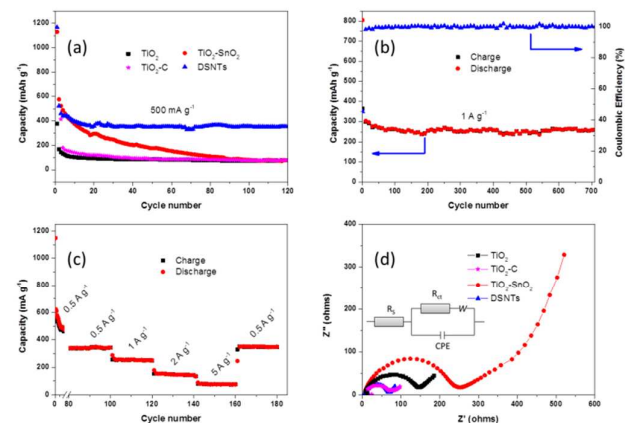 (a)
TiO2
TiO2-SnO2
TiO2-C
DSNTs
500 mA g-1
Capacity (mAh g-1)
1200
1000
800
600
400
200
0
0 20 40 60 80 100 120
Cycle number
(b)
Charge
Discharge
1 A g-1
Capacity (mAh g-1)
800
700
600
500
400
300
200
100
0
0 100 200 300 400 500 600 700
Cycle number
Coulombic Efficiency (%)
100
80
60
40
20
0
(c)
Charge
Discharge
0.5 A g-1
0.5 A g-1
1 A g-1
2 A g-1
5 A g-1
0.5 A g-1
Capacity (mAh g-1)
1200
1000
800
600
400
200
0
0 80 100 120 140 160 180
Cycle number
(d)
TiO2
TiO2-C
TiO2-SnO2
DSNTs
Rs
Rct
W
CPE
Z'' (ohms)
400
300
200
100
0
0 100 200 300 400 500 600
Z' (ohms)